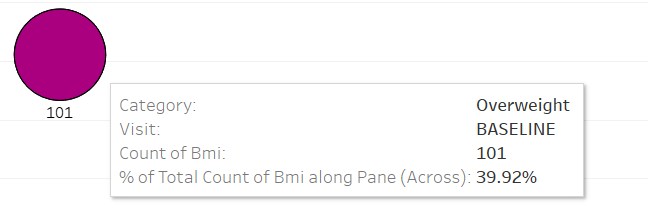 101
Category: Overweight
Visit: BASELINE
Count of Bmi: 101
% of Total Count of Bmi along Pane (Across): 39.92%